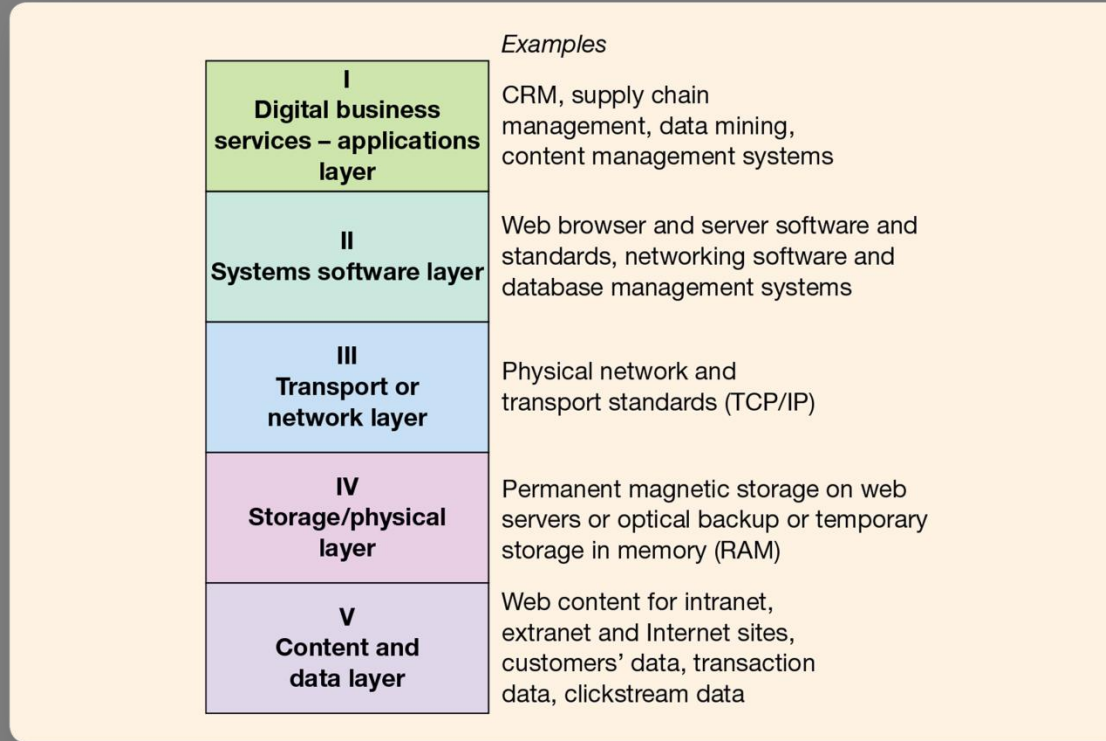 Examples
I
Digital business
services – applications
layer
CRM, supply chain
management, data mining,
content management systems
II
Systems software layer
Web browser and server software and
standards, networking software and
database management systems
III
Transport or
network layer
Physical network and
transport standards (TCP/IP)
IV
Storage/physical
layer
Permanent magnetic storage on web
servers or optical backup or temporary
storage in memory (RAM)
V
Content and
data layer
Web content for intranet,
extranet and Internet sites,
customers’ data, transaction
data, clickstream data